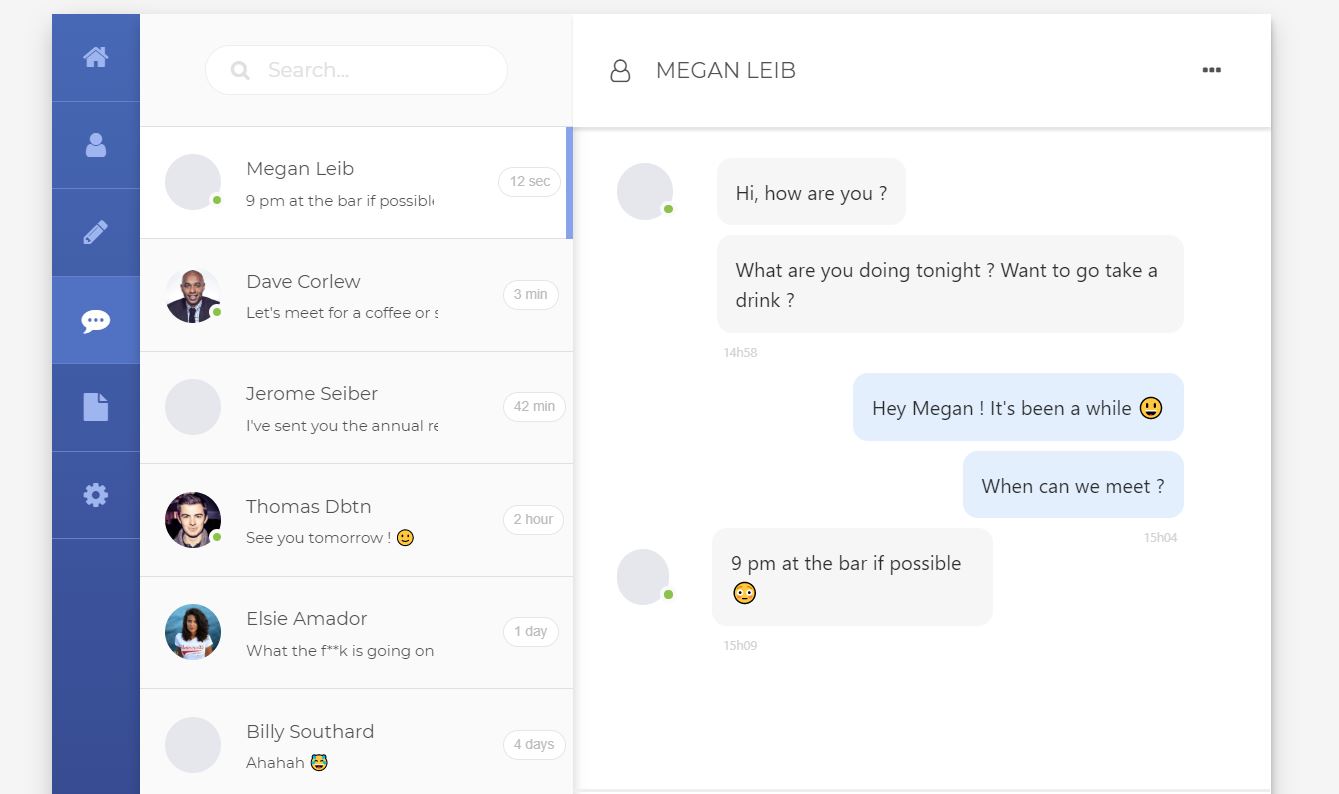 Search...
MEGAN LEIB
Megan Leib
9 pm at the bar if possible
12 sec
Dave Corlew
Let's meet for a coffee or s
3 min
Jerome Seiber
I've sent you the annual re
42 min
Thomas Dbtn
See you tomorrow ! 🙂
2 hour
Elsie Amador
What the f**k is going on
1 day
Billy Southard
Ahahah 😂
4 days
Hi, how are you ?
What are you doing tonight ? Want to go take a
drink ?
14h58
Hey Megan ! It's been a while 😃
When can we meet ?
15h04
9 pm at the bar if possible
😳
15h09